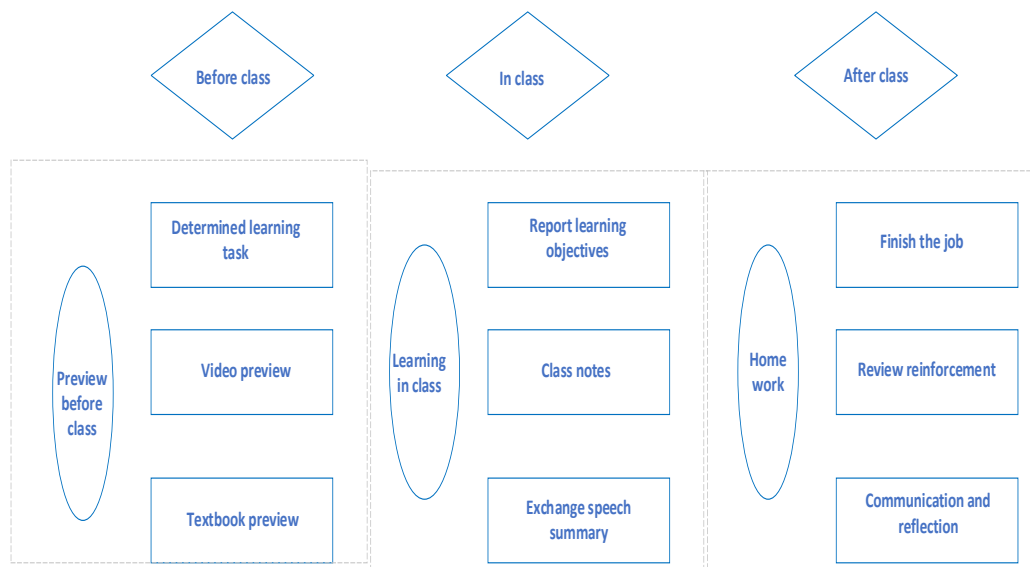 Before class
In class
After class
Preview
before
class
Determined learning
task
Video preview
Textbook preview
Learning
in class
Report learning
objectives
Class notes
Exchange speech
summary
Home
work
Finish the job
Review reinforcement
Communication and
reflection